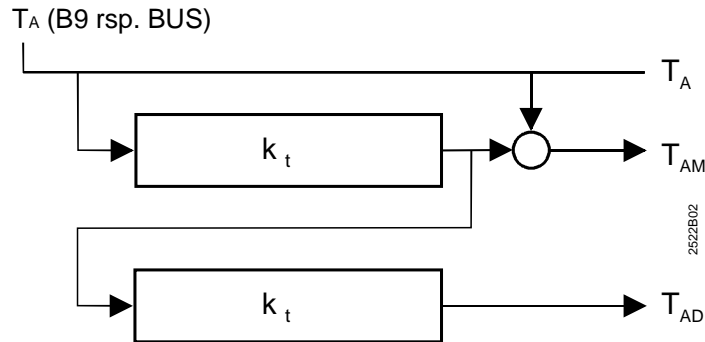 TA (B9 rsp. BUS)
TA
kt
TAM
2522B02
kt
TAD